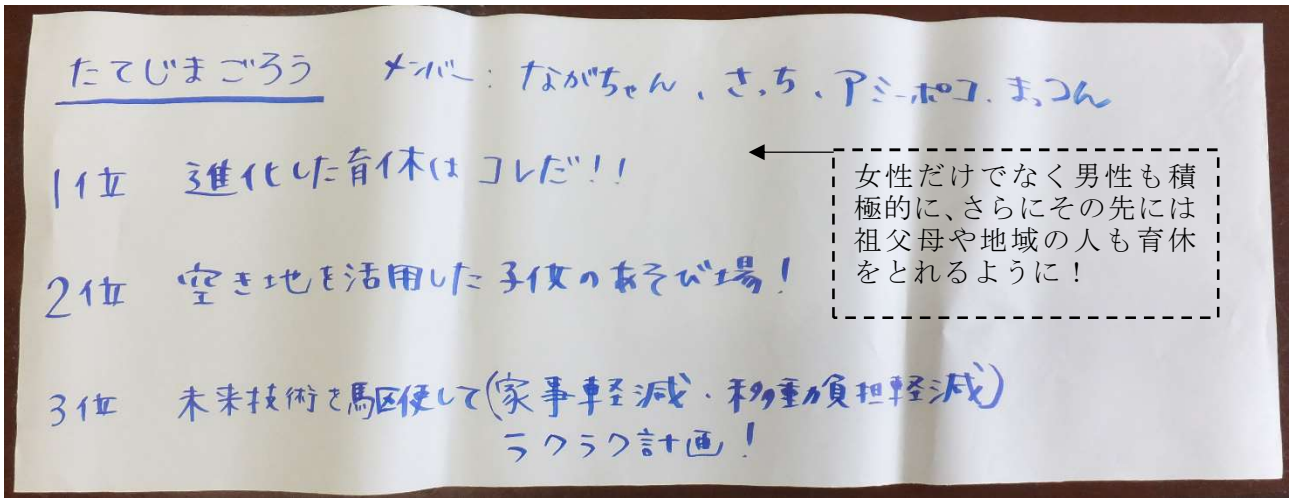 たてじまごろう メンバー: ながちゃん、さっち、アミーポコ、まっつん
1位 進化した育休はコレだ!!
女性だけでなく男性も積
極的に、さらにその先には
祖父母や地域の人も育休
をとれるように!
2位 空き地を活用した子供のあそび場!
3位 未来技術を駆使して(家事軽減・移動負担軽減)
ラクラク計画!